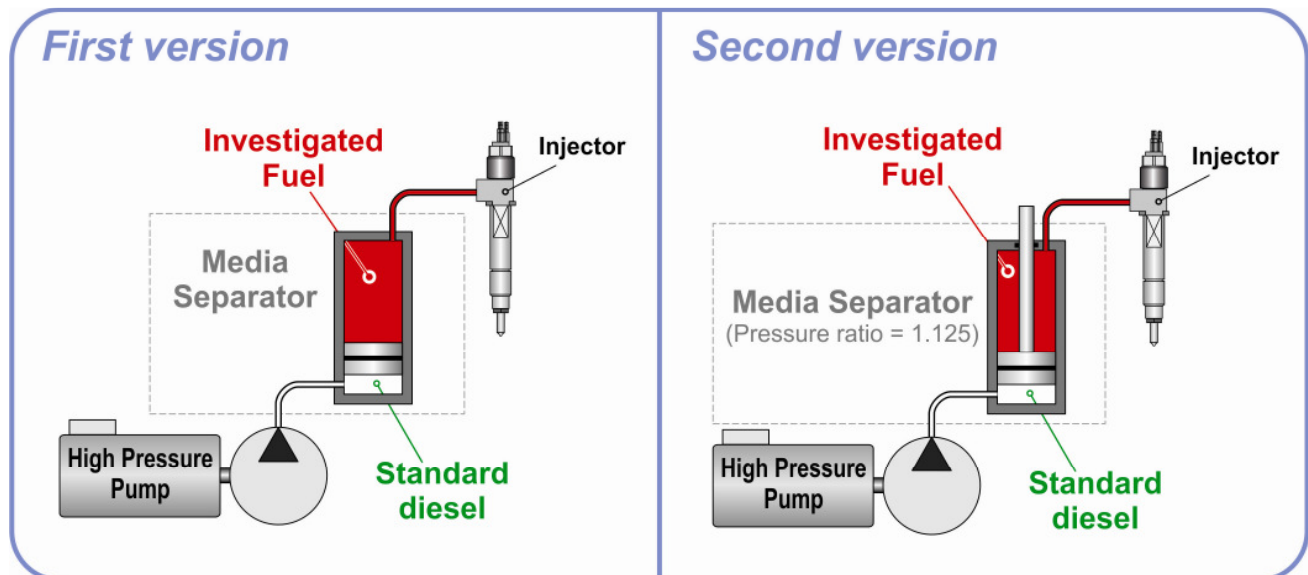 First version
Investigated
Fuel
Injector
Media
Separator
High Pressure
Pump
Standard
diesel
Second version
Investigated
Fuel
Injector
Media Separator
(Pressure ratio = 1.125)
High Pressure
Pump
Standard
diesel